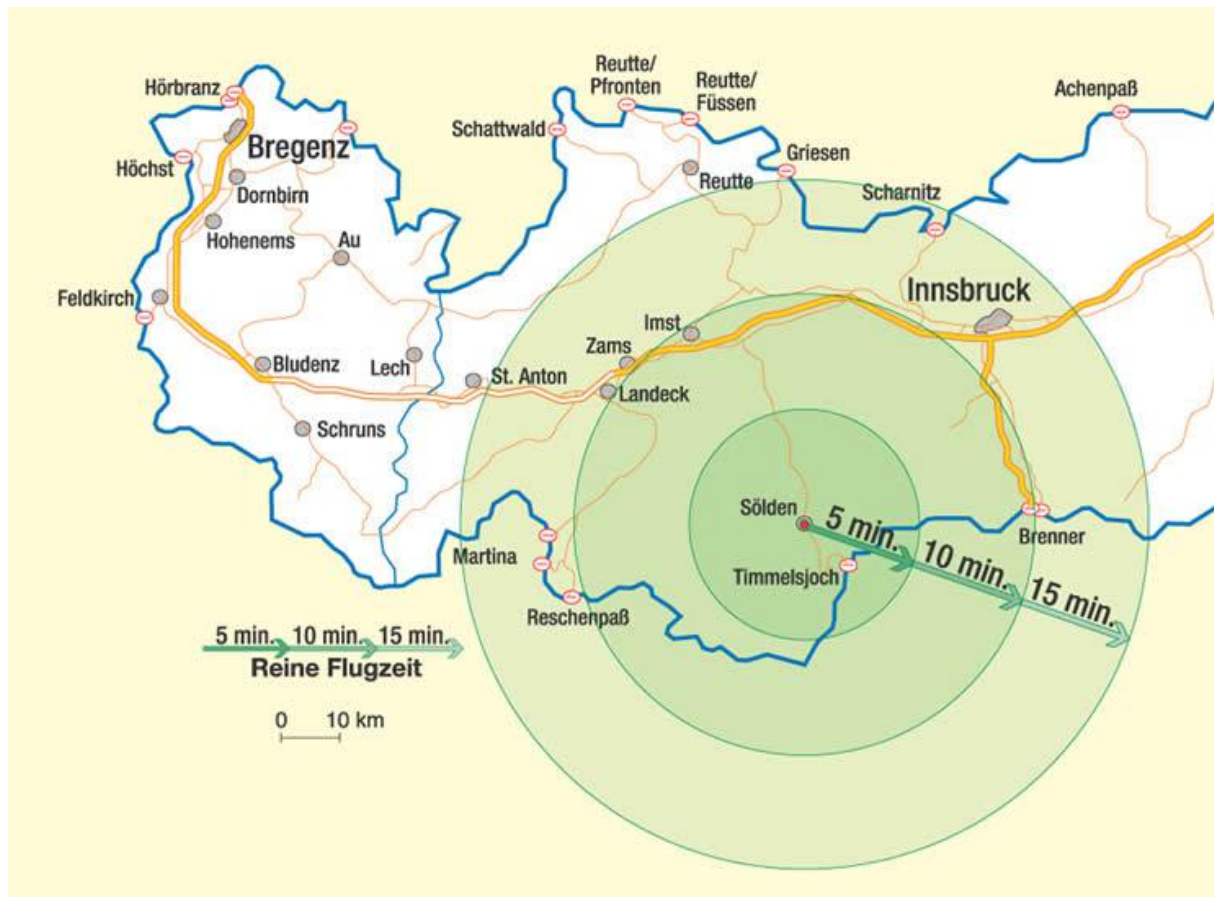 Hörbranz
Reutte/
Pfronten
Reutte/
Füssen
Achenpaß
Schattwald
Bregenz
Höchst
Griesen
Dornbirn
Reutte
Scharnitz
Hohenems
Au
Innsbruck
Feldkirch
Imst
Zams
Bludenz
Lech
St. Anton
Landeck
Schruns
Sölden
5 min.
10 min.
15 min.
Brenner
Martina
Timmelsjoch
Reschenpaß
5 min. 10 min. 15 min.
Reine Flugzeit
0 10 km